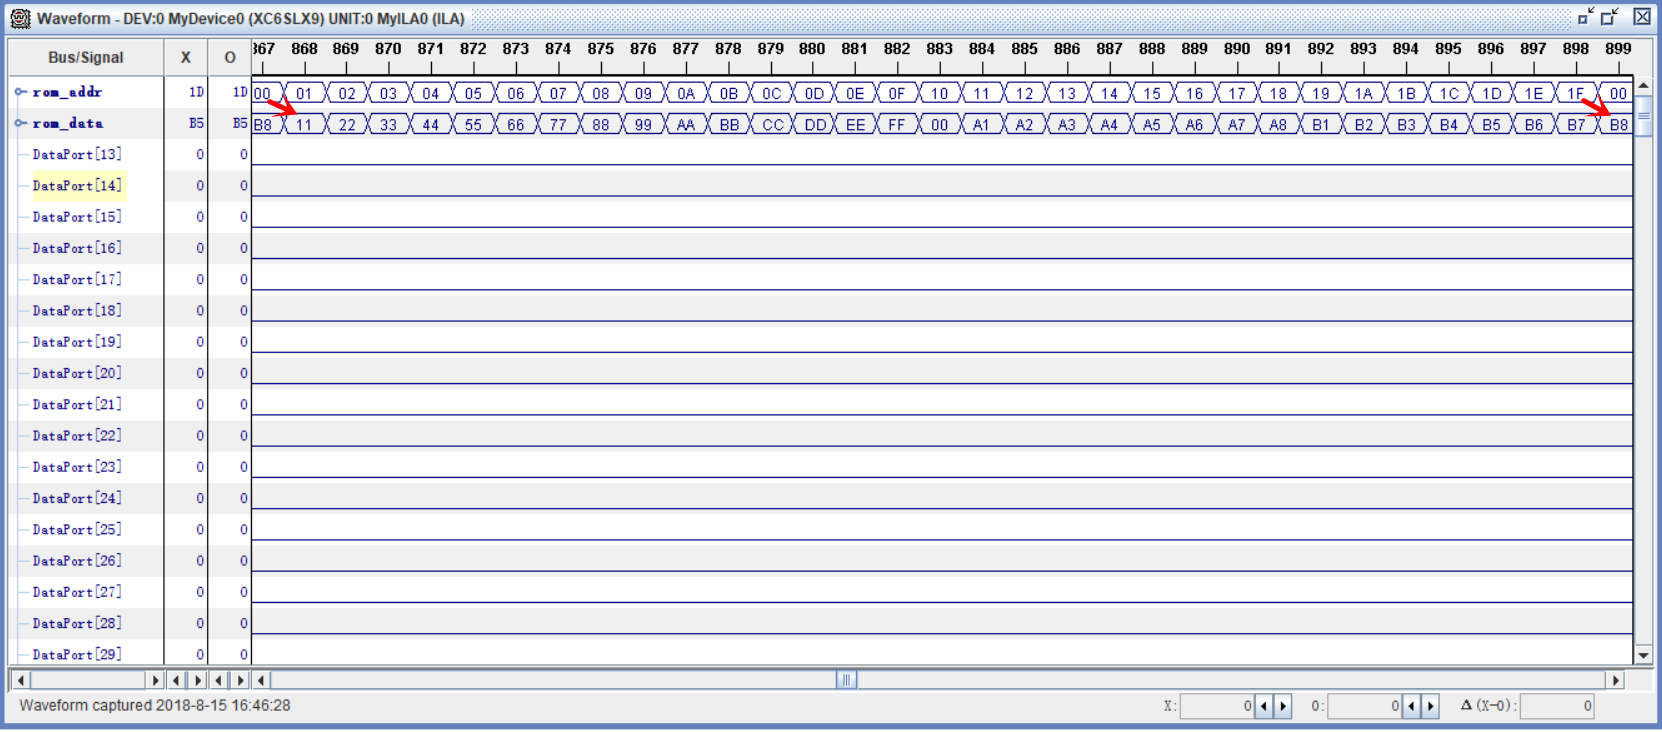 Waveform - DEV:0 MyDevice0 (XC6SLX9) UNIT:0 MyILA0 (ILA)
Bus/Signal X O 867 868 869 870 871 872 873 874 875 876 877 878 879 880 881 882 883 884 885 886 887 888 889 890 891 892 893 894 895 896 897 898 899
rom_addr 1D 1D 00 01 02 03 04 05 06 07 08 09 0A 0B 0C 0D 0E 0F 10 11 12 13 14 15 16 17 18 19 1A 1B 1C 1D 1E 1F 00
rom_data B5 B5 B8 11 22 33 44 55 66 77 88 99 AA BB CC DD EE FF 00 A1 A2 A3 A4 A5 A6 A7 A8 B1 B2 B3 B4 B5 B6 B7 B8
DataPort[13] 0 0
DataPort[14] 0 0
DataPort[15] 0 0
DataPort[16] 0 0
DataPort[17] 0 0
DataPort[18] 0 0
DataPort[19] 0 0
DataPort[20] 0 0
DataPort[21] 0 0
DataPort[22] 0 0
DataPort[23] 0 0
DataPort[24] 0 0
DataPort[25] 0 0
DataPort[26] 0 0
DataPort[27] 0 0
DataPort[28] 0 0
DataPort[29] 0 0
Waveform captured 2018-8-15 16:46:28 X: 0 O: 0 Δ(X-O): 0